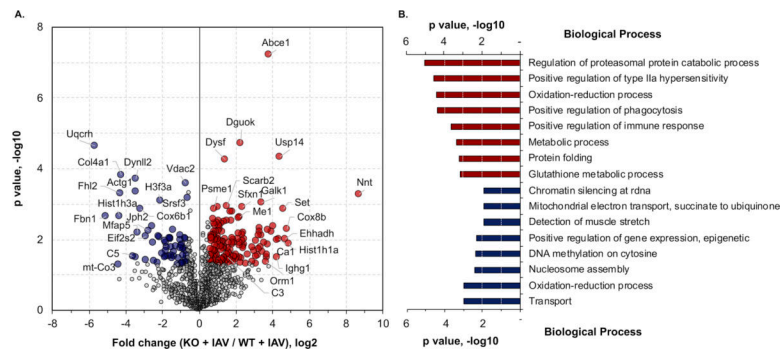 A.
8
7
6
5
4
3
2
1
0
p value, -log10
-8 -6 -4 -2 0 2 4 6 8 10
Fold change (KO + IAV / WT + IAV), log2
Abce1
Uqcrh
Col4a1
Dynll2
Fhl2
Actg1
Vdac2
H3f3a
Hist1h3a
Srsf3
Fbn1
Mfap5
Jph2
Cox6b1
Eif2s2
C5
mt-Co3
Dguok
Dysf
Usp14
Scarb2
Psme1
Sfxn1
Galk1
Nnt
Me1
Set
Cox8b
Ehhadh
Hist1h1a
Ca1
Ighg1
Orm1
C3
B.
p value, -log10
Biological Process
6 4 2 -
Regulation of proteasomal protein catabolic process
Positive regulation of type IIa hypersensitivity
Oxidation-reduction process
Positive regulation of phagocytosis
Positive regulation of immune response
Metabolic process
Protein folding
Glutathione metabolic process
Chromatin silencing at rdna
Mitochondrial electron transport, succinate to ubiquinone
Detection of muscle stretch
Positive regulation of gene expression, epigenetic
DNA methylation on cytosine
Nucleosome assembly
Oxidation-reduction process
Transport
6 4 2 -
Biological Process
p value, -log10